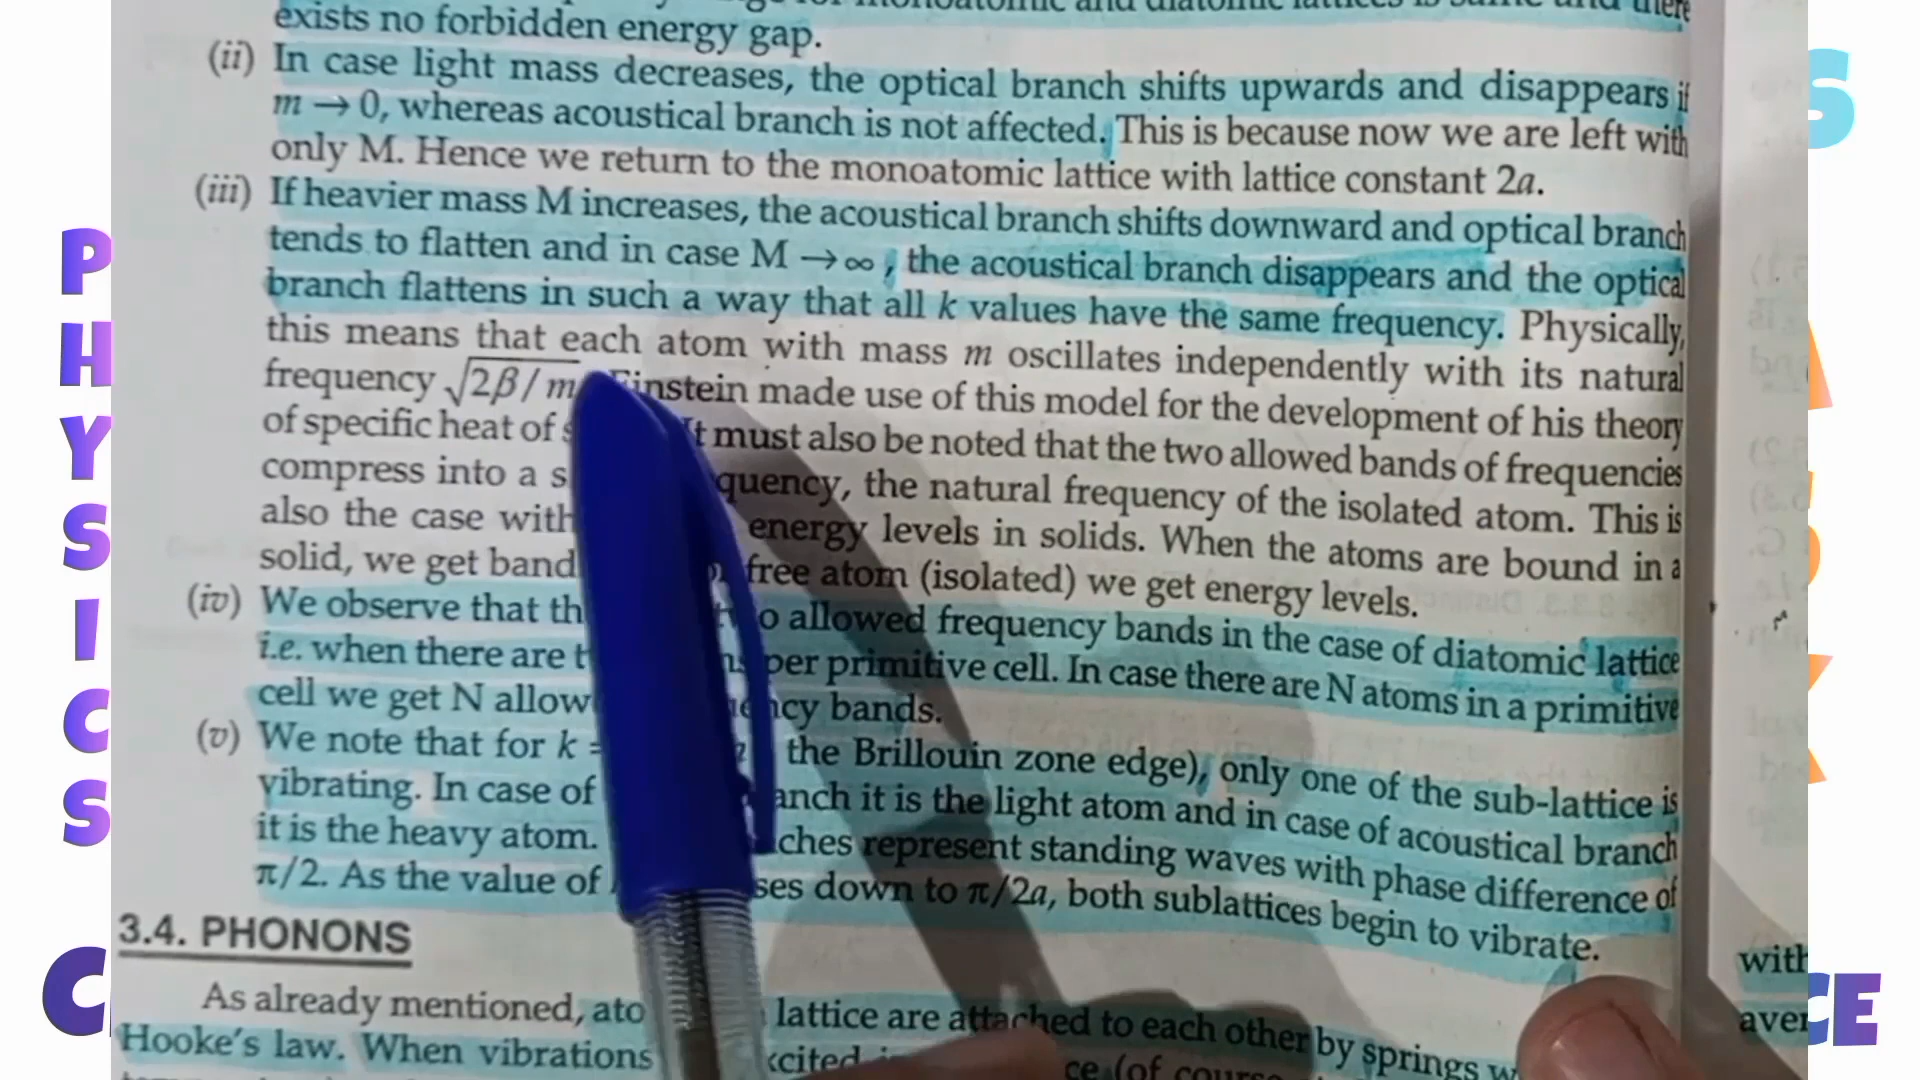 exists no forbidden energy gap.
(ii) In case light mass decreases, the optical branch shifts upwards and disappears if
m → 0, whereas acoustical branch is not affected. This is because now we are left with
only M. Hence we return to the monoatomic lattice with lattice constant 2a.
(iii) If heavier mass M increases, the acoustical branch shifts downward and optical branch
tends to flatten and in case M → ∞, the acoustical branch disappears and the optical
branch flattens in such a way that all k values have the same frequency. Physically,
this means that each atom with mass m oscillates independently with its natural
frequency √2β/m Einstein made use of this model for the development of his theory
of specific heat of It must also be noted that the two allowed bands of frequencies
compress into a quency, the natural frequency of the isolated atom. This is
also the case with energy levels in solids. When the atoms are bound in a
solid, we get band free atom (isolated) we get energy levels.
(iv) We observe that allowed frequency bands in the case of diatomic lattice
i.e. when there are per primitive cell. In case there are N atoms in a primitive
cell we get N allow ncy bands.
(v) We note that for k = the Brillouin zone edge), only one of the sub-lattice is
vibrating. In case of anch it is the light atom and in case of acoustical branch
it is the heavy atom. ches represent standing waves with phase difference of
π/2. As the value of ses down to π/2a, both sublattices begin to vibrate.
3.4. PHONONS
As already mentioned, ato lattice are attached to each other by springs
Hooke's law. When vibrations xcited
ce (of course
with
aver
PHYSICS
C
S
CE